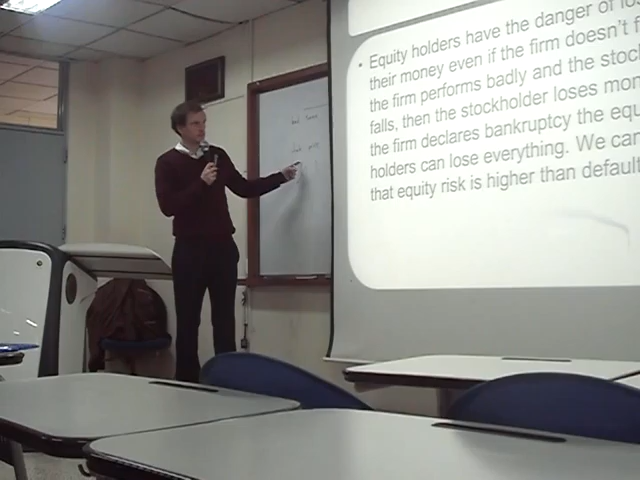 • Equity holders have the danger of
their money even if the firm doesn't
the firm performs badly and the stoc
falls, then the stockholder loses mon
the firm declares bankruptcy the equ
holders can lose everything. We can
that equity risk is higher than default